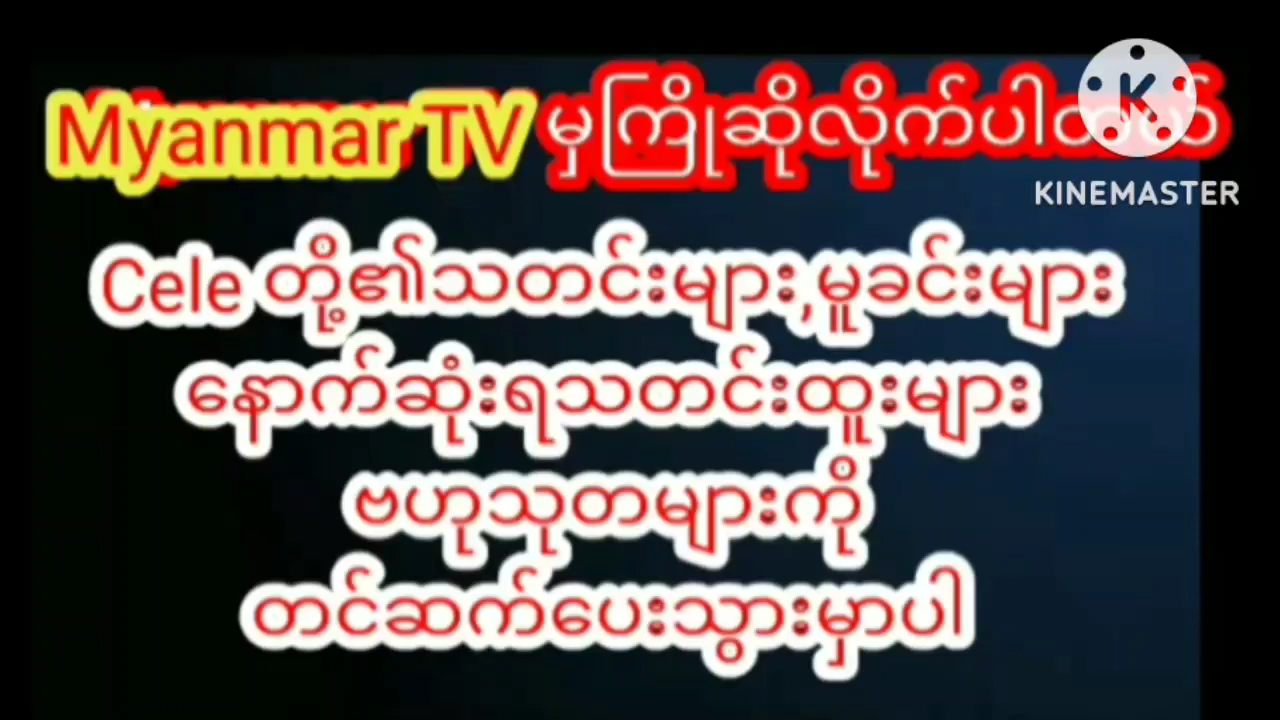 Myanmar TV မှကြိုဆိုလိုက်ပါတယ်
KINEMASTER
Cele တို့၏သတင်းများ,မူခင်းများ
နောက်ဆုံးရသတင်းထူးများ
ဗဟုသုတများကို
တင်ဆက်ပေးသွားမှာပါ